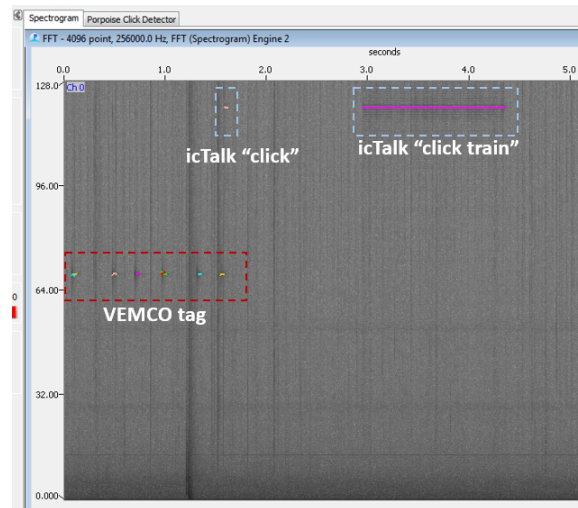 Spectrogram Porpoise Click Detector
FFT - 4096 point, 256000.0 Hz, FFT (Spectrogram) Engine 2
seconds
0.0 1.0 2.0 3.0 4.0 5.0
128.0
Ch 0
icTalk “click”
icTalk “click train”
96.00
64.00
0
VEMCO tag
32.00
0.000